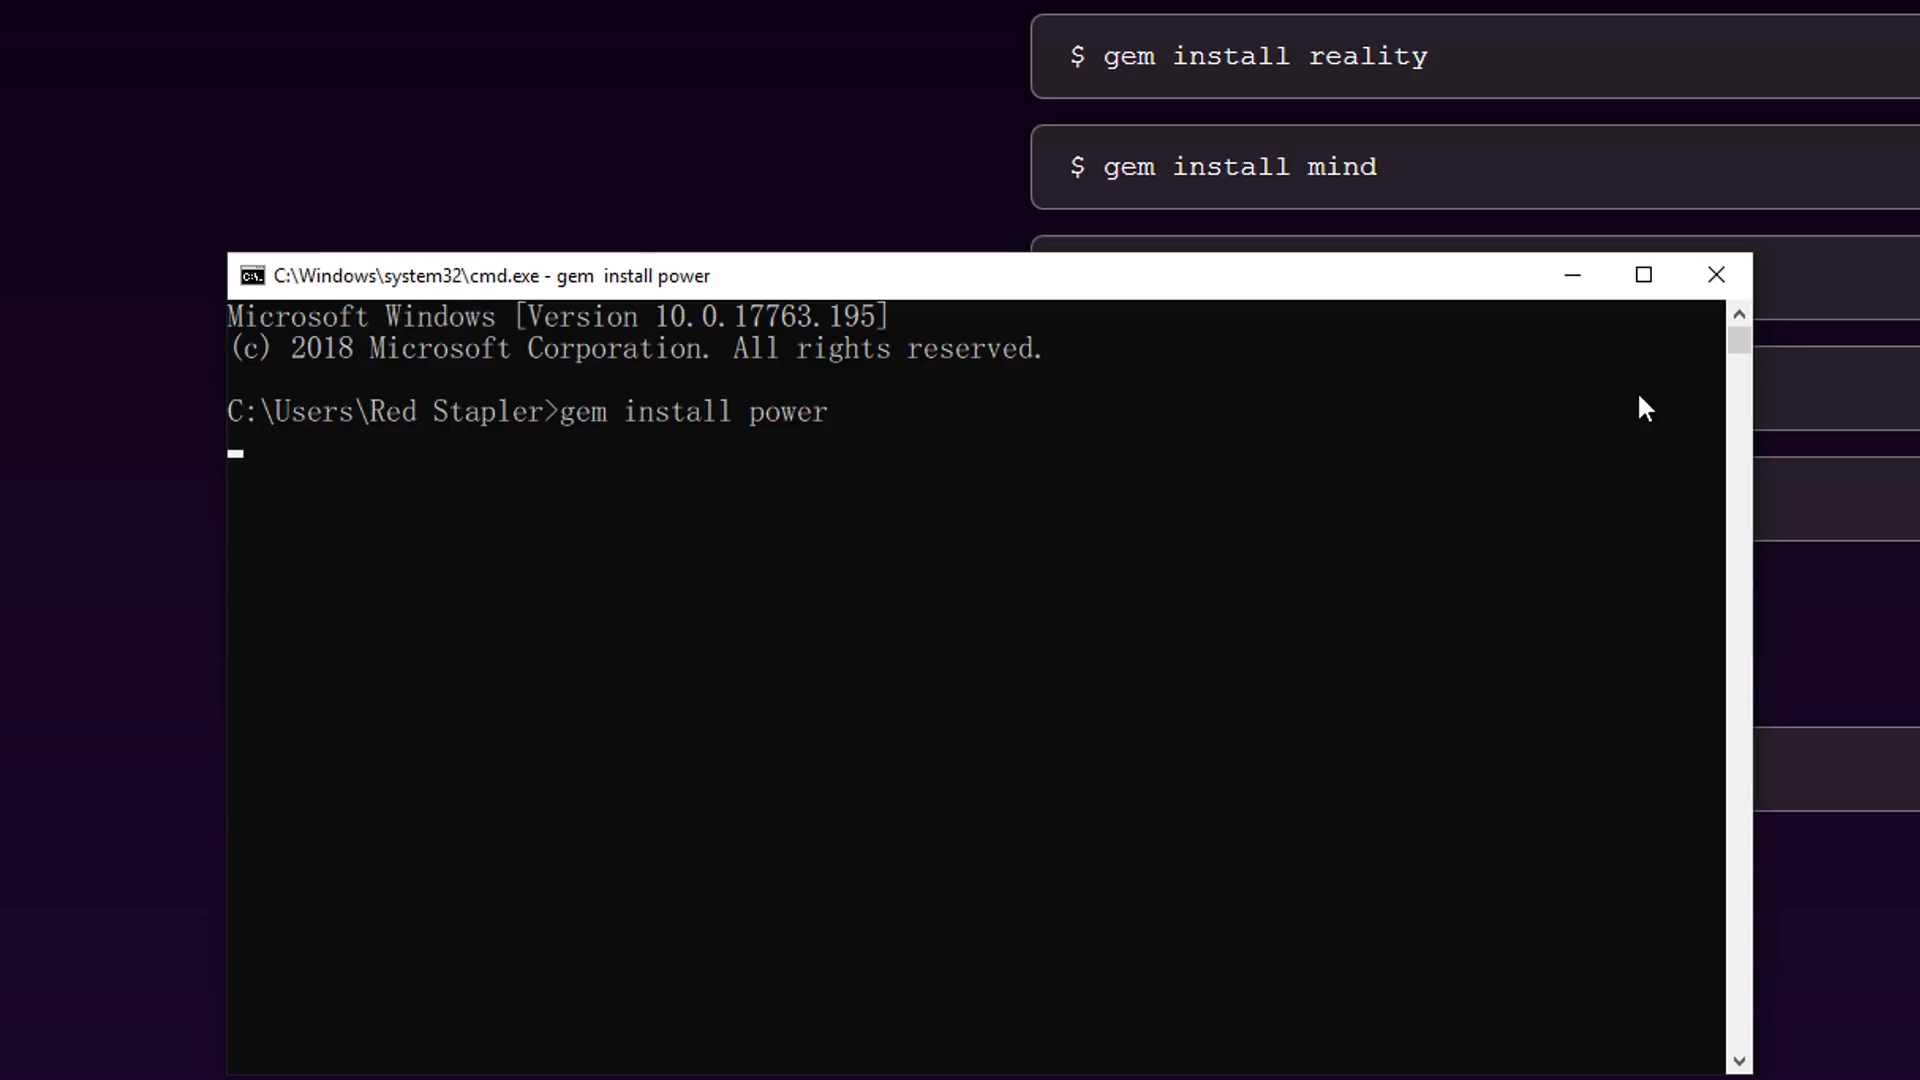 $ gem install reality
$ gem install mind
C:\Windows\system32\cmd.exe - gem  install power
Microsoft Windows [Version 10.0.17763.195]
(c) 2018 Microsoft Corporation. All rights reserved.
C:\Users\Red Stapler>gem install power